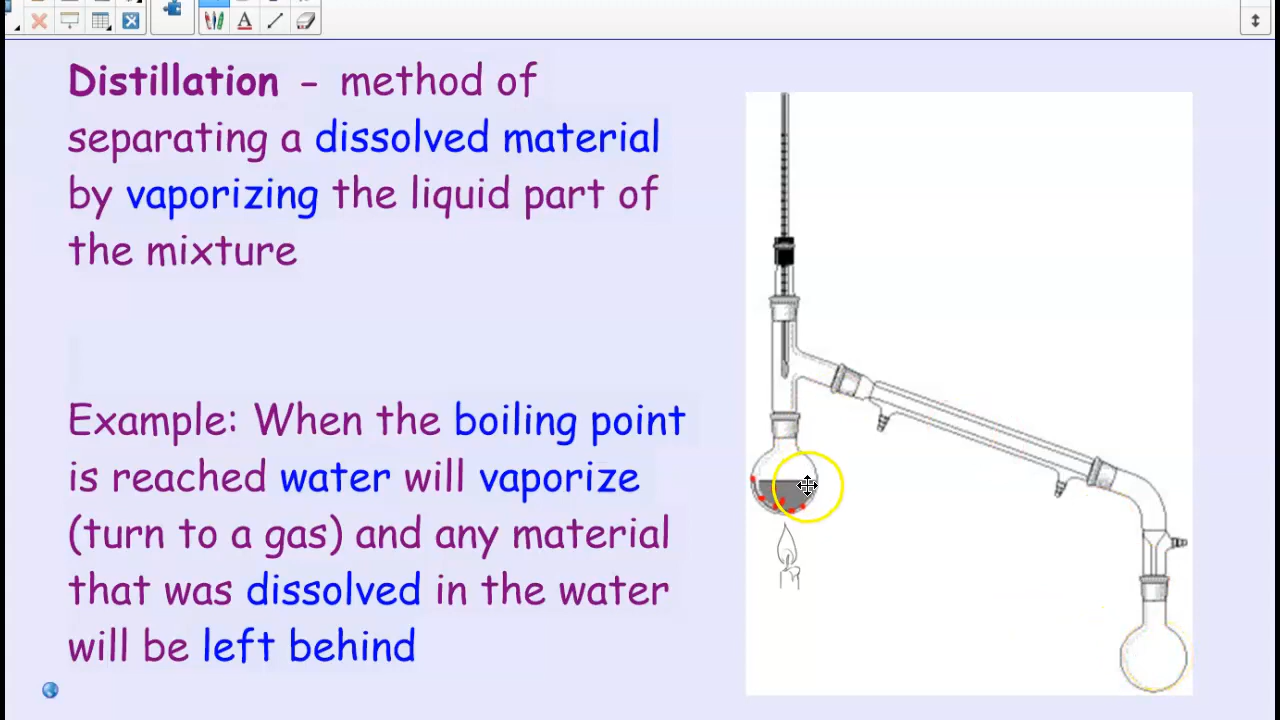 Distillation - method of
separating a dissolved material
by vaporizing the liquid part of
the mixture
Example: When the boiling point
is reached water will vaporize
(turn to a gas) and any material
that was dissolved in the water
will be left behind